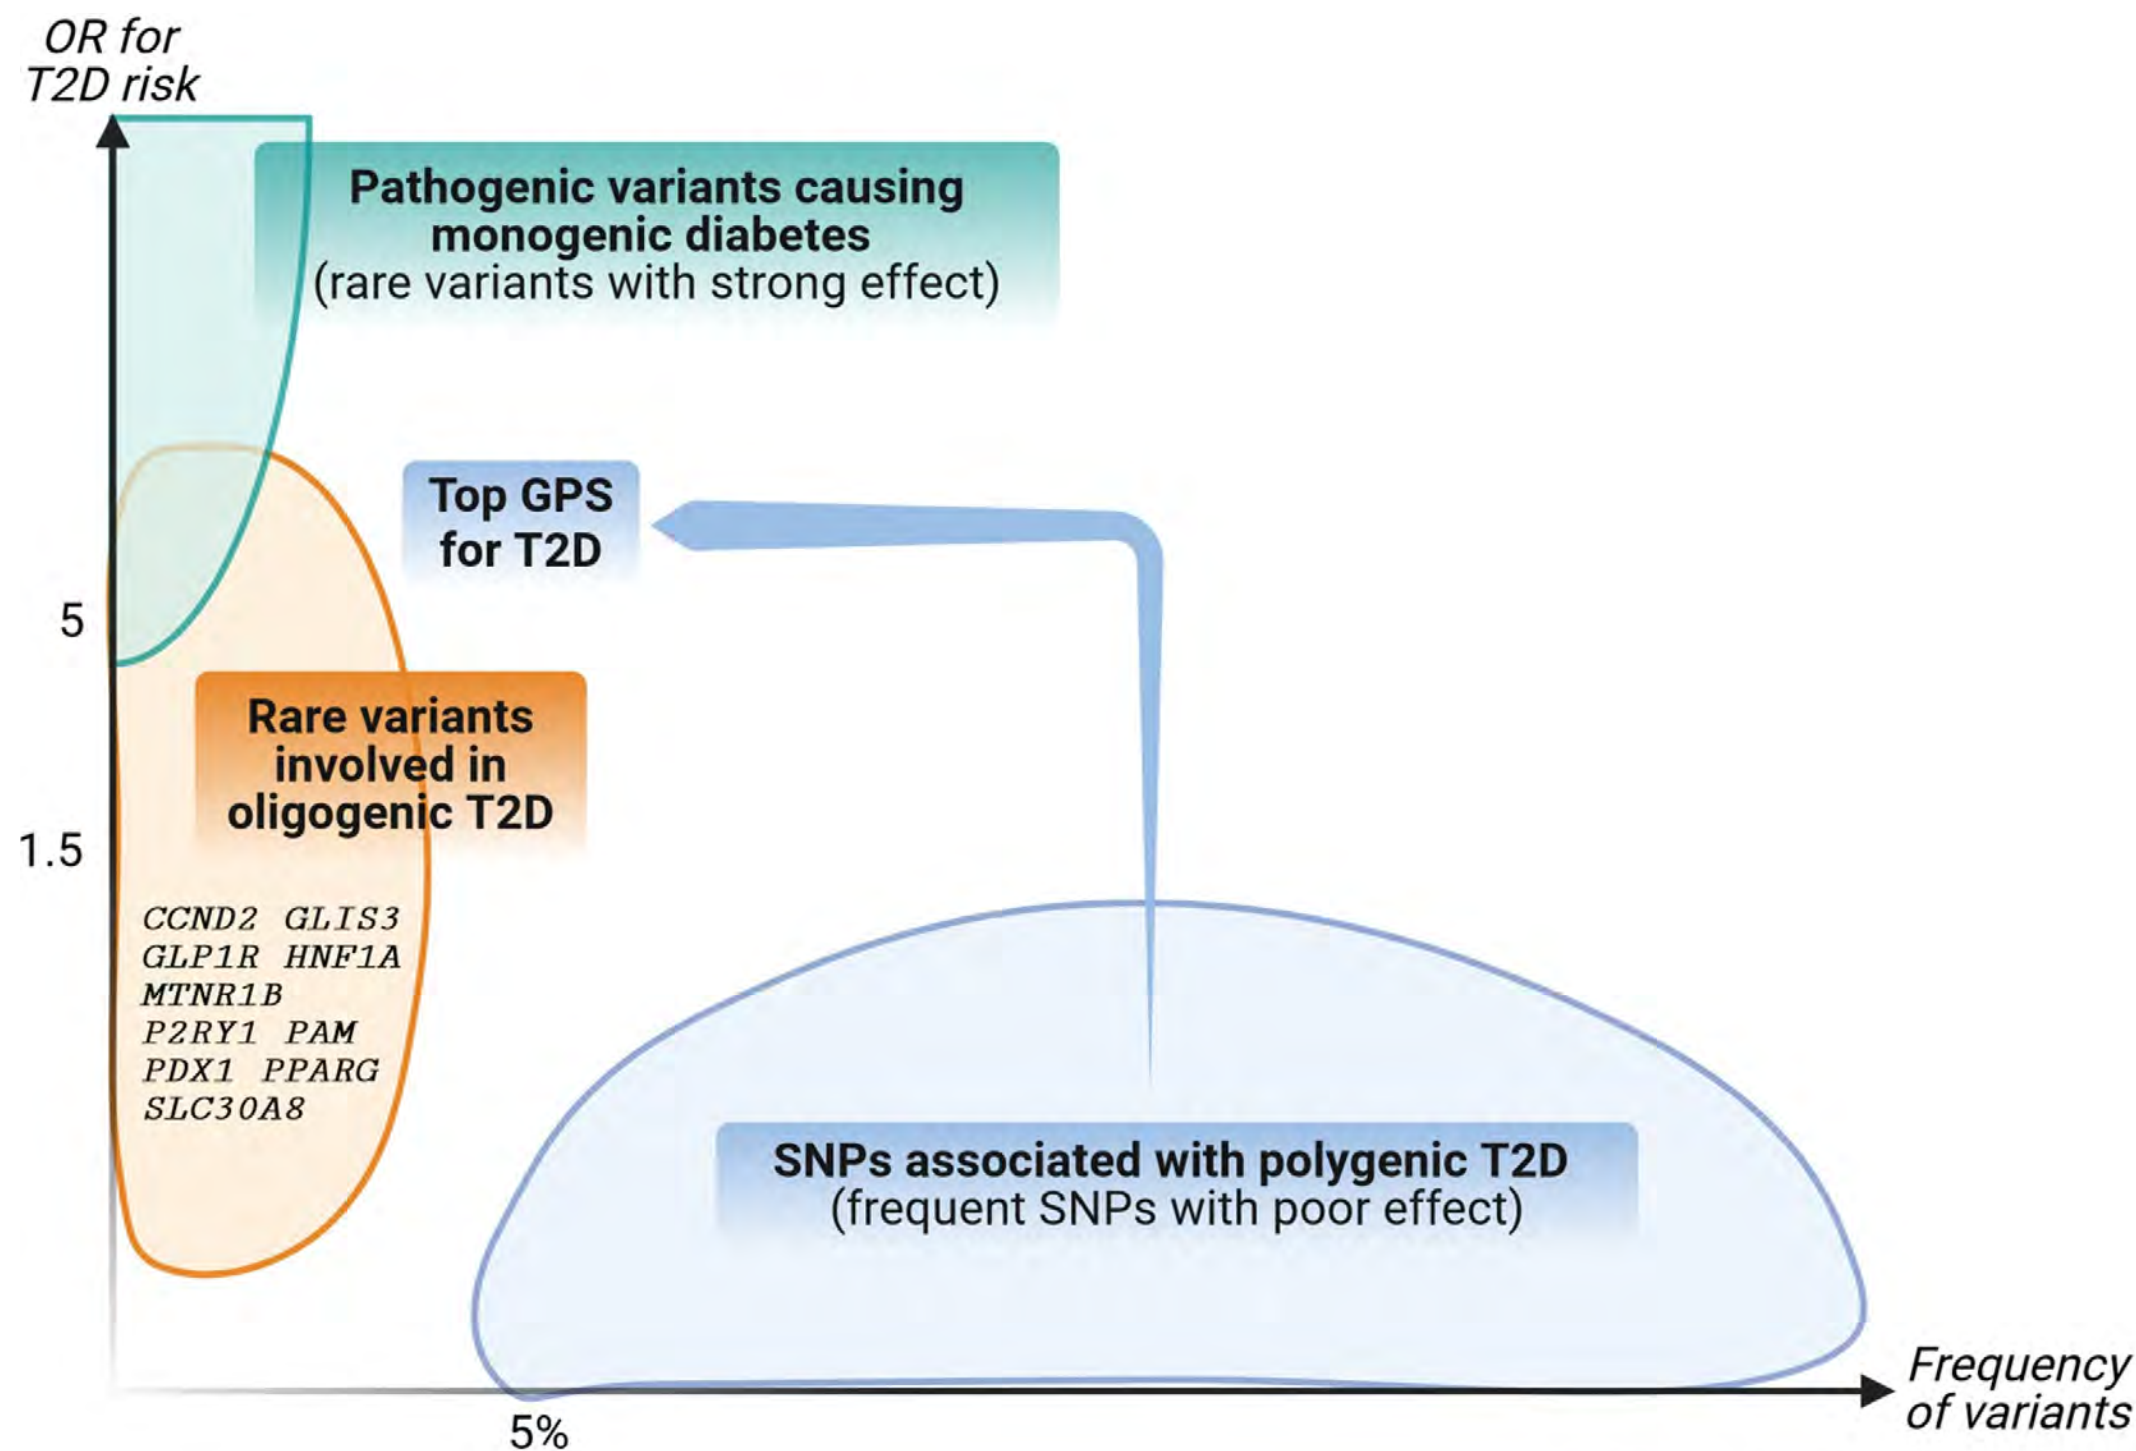 OR for
T2D risk
Pathogenic variants causing
monogenic diabetes
(rare variants with strong effect)
Top GPS
for T2D
5
Rare variants
involved in
oligogenic T2D
1.5
CCND2 GLIS3
GLP1R HNF1A
MTNR1B
P2RY1 PAM
PDX1 PPARG
SLC30A8
SNPs associated with polygenic T2D
(frequent SNPs with poor effect)
Frequency
of variants
5%